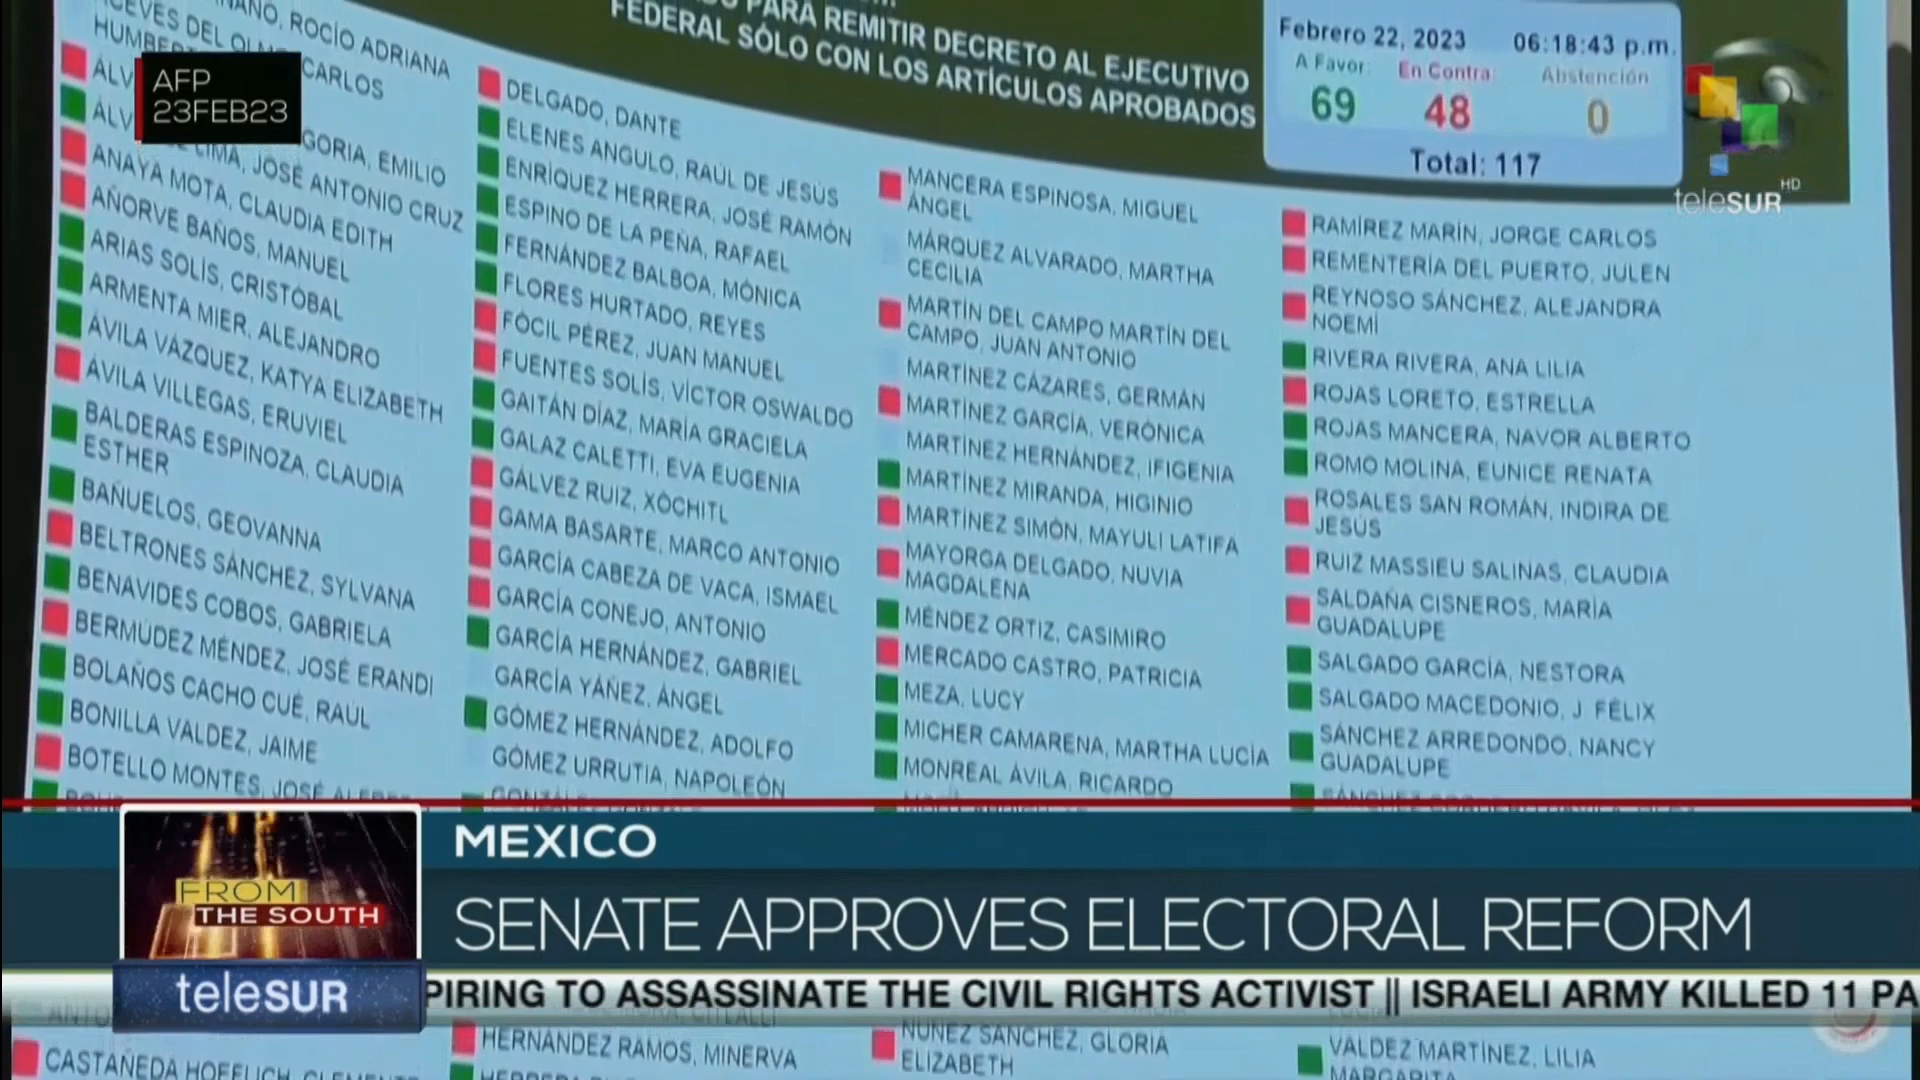 PARA REMITIR DECRETO AL EJECUTIVO
FEDERAL SÓLO CON LOS ARTÍCULOS APROBADOS
Febrero 22, 2023 06:18:43 p.m.
A Favor: En Contra: Abstención
69 48 0
Total: 117
teleSUR HD
AFP
23FEB23
ROCÍO ADRIANA
CARLOS
EMILIO
LIMA, JOSÉ ANTONIO CRUZ
ANAYA MOTA, CLAUDIA EDITH
AÑORVE BAÑOS, MANUEL
ARIAS SOLÍS, CRISTÓBAL
ARMENTA MIER, ALEJANDRO
ÁVILA VÁZQUEZ, KATYA ELIZABETH
ÁVILA VILLEGAS, ERUVIEL
BALDERAS ESPINOZA, CLAUDIA
ESTHER
BAÑUELOS, GEOVANNA
BELTRONES SÁNCHEZ, SYLVANA
BENAVIDES COBOS, GABRIELA
BERMÚDEZ MÉNDEZ, JOSÉ ERANDI
BOLAÑOS CACHO CUÉ, RAÚL
BONILLA VALDEZ, JAIME
BOTELLO MONTES, JOSÉ
DELGADO, DANTE
ELENES ANGULO, RAÚL DE JESÚS
ENRÍQUEZ HERRERA, JOSÉ RAMÓN
ESPINO DE LA PEÑA, RAFAEL
FERNÁNDEZ BALBOA, MÓNICA
FLORES HURTADO, REYES
FÓCIL PÉREZ, JUAN MANUEL
FUENTES SOLÍS, VÍCTOR OSWALDO
GAITÁN DÍAZ, MARÍA GRACIELA
GALAZ CALETTI, EVA EUGENIA
GÁLVEZ RUIZ, XÓCHITL
GAMA BASARTE, MARCO ANTONIO
GARCÍA CABEZA DE VACA, ISMAEL
GARCÍA CONEJO, ANTONIO
GARCÍA HERNÁNDEZ, GABRIEL
GARCÍA YÁÑEZ, ÁNGEL
GÓMEZ HERNÁNDEZ, ADOLFO
GÓMEZ URRUTIA, NAPOLEÓN
MANCERA ESPINOSA, MIGUEL
ÁNGEL
MÁRQUEZ ALVARADO, MARTHA
CECILIA
MARTÍN DEL CAMPO MARTÍN DEL
CAMPO, JUAN ANTONIO
MARTÍNEZ CÁZARES, GERMÁN
MARTÍNEZ GARCÍA, VERÓNICA
MARTÍNEZ HERNÁNDEZ, IFIGENIA
MARTÍNEZ MIRANDA, HIGINIO
MARTÍNEZ SIMÓN, MAYULI LATIFA
MAYORGA DELGADO, NUVIA
MAGDALENA
MÉNDEZ ORTIZ, CASIMIRO
MERCADO CASTRO, PATRICIA
MEZA, LUCY
MICHER CAMARENA, MARTHA LUCÍA
MONREAL ÁVILA, RICARDO
RAMÍREZ MARÍN, JORGE CARLOS
REMENTERÍA DEL PUERTO, JULEN
REYNOSO SÁNCHEZ, ALEJANDRA
NOEMÍ
RIVERA RIVERA, ANA LILIA
ROJAS LORETO, ESTRELLA
ROJAS MANCERA, NAVOR ALBERTO
ROMO MOLINA, EUNICE RENATA
ROSALES SAN ROMÁN, INDIRA DE
JESÚS
RUIZ MASSIEU SALINAS, CLAUDIA
SALDAÑA CISNEROS, MARÍA
GUADALUPE
SALGADO GARCÍA, NESTORA
SALGADO MACEDONIO, J. FÉLIX
SÁNCHEZ ARREDONDO, NANCY
GUADALUPE
MEXICO
FROM
THE SOUTH
SENATE APPROVES ELECTORAL REFORM
teleSUR
PIRING TO ASSASSINATE THE CIVIL RIGHTS ACTIVIST || ISRAELI ARMY KILLED 11 PA
CASTAÑEDA HOEFLICH,
HERNÁNDEZ RAMOS, MINERVA
NÚÑEZ SÁNCHEZ, GLORIA
ELIZABETH
VALDEZ MARTÍNEZ, LILIA